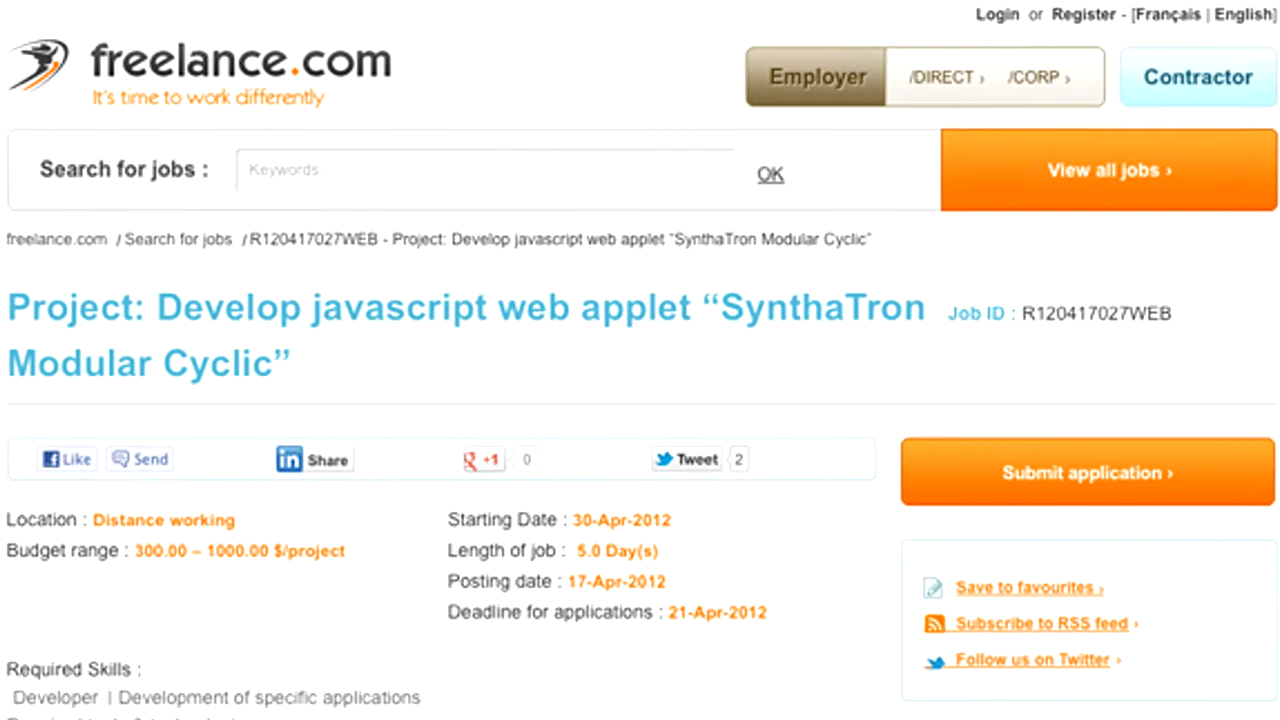 Login or Register - [Français | English]
freelance.com
It's time to work differently
Employer /DIRECT › /CORP › Contractor
Search for jobs : Keywords OK View all jobs ›
freelance.com / Search for jobs / R120417027WEB - Project: Develop javascript web applet "SynthaTron Modular Cyclic"
Project: Develop javascript web applet “SynthaTron Job ID : R120417027WEB
Modular Cyclic”
Like Send Share +1 0 Tweet 2
Submit application ›
Location : Distance working Starting Date : 30-Apr-2012
Budget range : 300.00 – 1000.00 $/project Length of job : 5.0 Day(s)
Posting date : 17-Apr-2012
Save to favourites ›
Deadline for applications : 21-Apr-2012
Subscribe to RSS feed ›
Follow us on Twitter ›
Required Skills :
Developer | Development of specific applications